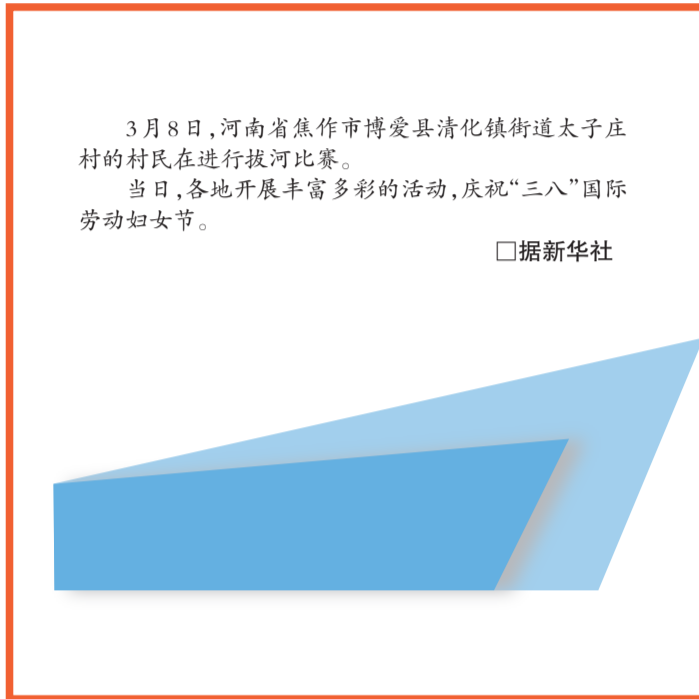 3月8日,河南省焦作市博爱县清化镇街道太子庄
村的村民在进行拔河比赛。
当日,各地开展丰富多彩的活动,庆祝“三八”国际
劳动妇女节。
□据新华社